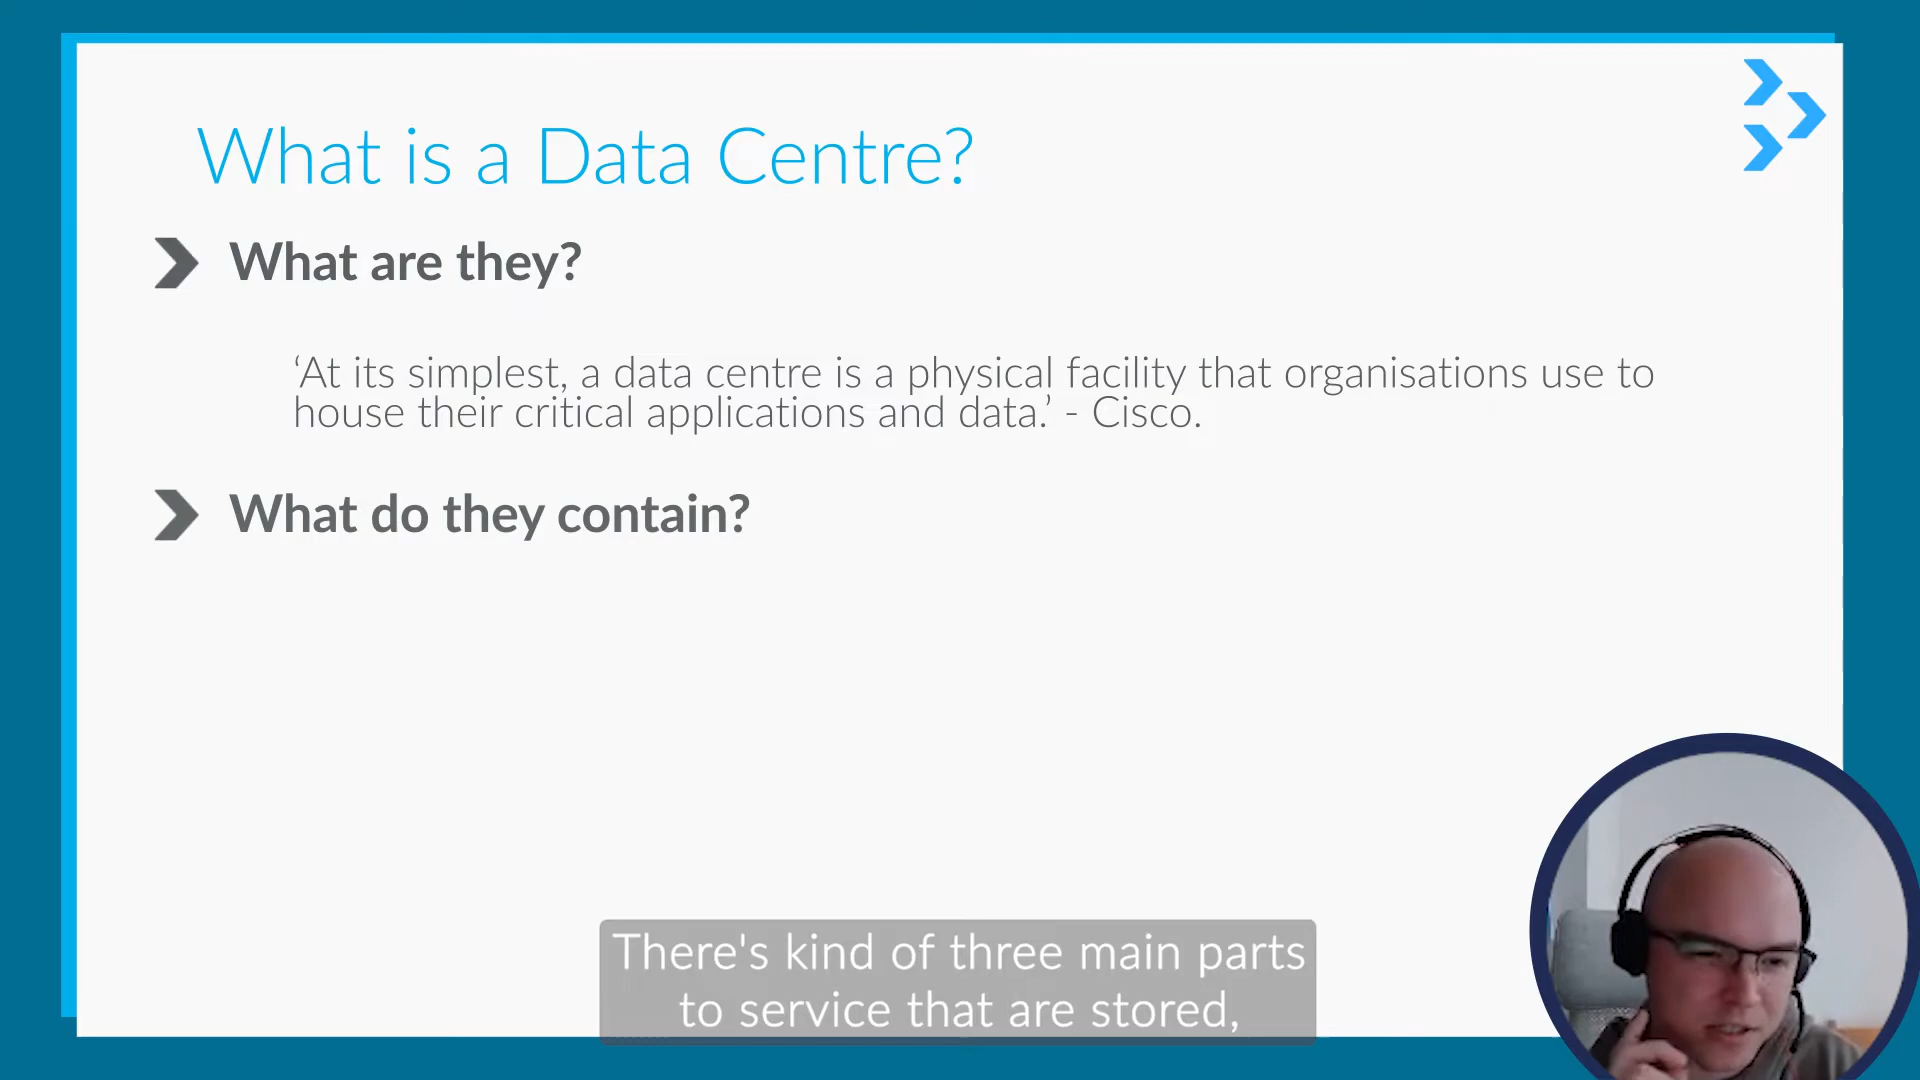 What is a Data Centre?
What are they?
‘At its simplest, a data centre is a physical facility that organisations use to
house their critical applications and data.’ - Cisco.
What do they contain?
There's kind of three main parts
to service that are stored,